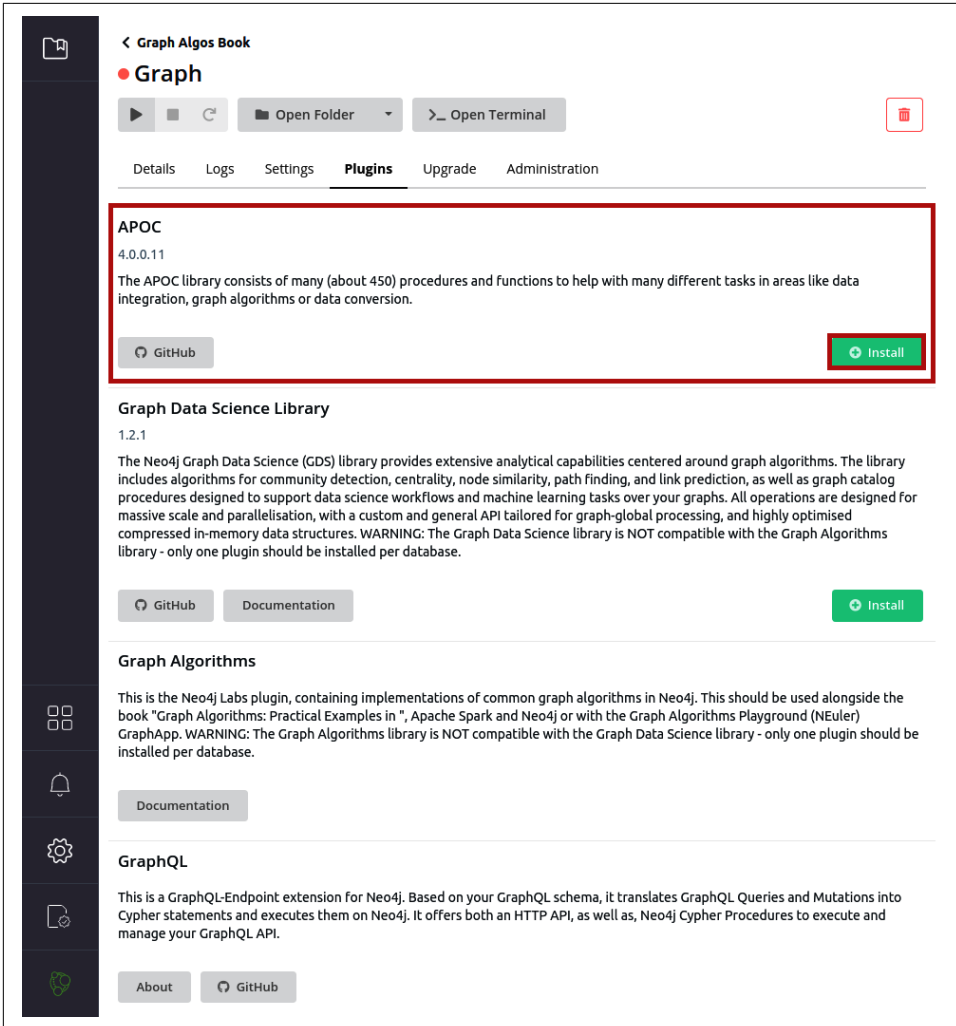 Graph Algos Book
Graph
Open Folder
>_ Open Terminal
Details Logs Settings Plugins Upgrade Administration
APOC
4.0.0.11
The APOC library consists of many (about 450) procedures and functions to help with many different tasks in areas like data
integration, graph algorithms or data conversion.
GitHub
Install
Graph Data Science Library
1.2.1
The Neo4j Graph Data Science (GDS) library provides extensive analytical capabilities centered around graph algorithms. The library
includes algorithms for community detection, centrality, node similarity, path finding, and link prediction, as well as graph catalog
procedures designed to support data science workflows and machine learning tasks over your graphs. All operations are designed for
massive scale and parallelisation, with a custom and general API tailored for graph-global processing, and highly optimised
compressed in-memory data structures. WARNING: The Graph Data Science library is NOT compatible with the Graph Algorithms
library - only one plugin should be installed per database.
GitHub
Documentation
Install
Graph Algorithms
This is the Neo4j Labs plugin, containing implementations of common graph algorithms in Neo4j. This should be used alongside the
book "Graph Algorithms: Practical Examples in ", Apache Spark and Neo4j or with the Graph Algorithms Playground (NEuler)
GraphApp. WARNING: The Graph Algorithms library is NOT compatible with the Graph Data Science library - only one plugin should be
installed per database.
Documentation
GraphQL
This is a GraphQL-Endpoint extension for Neo4j. Based on your GraphQL schema, it translates GraphQL Queries and Mutations into
Cypher statements and executes them on Neo4j. It offers both an HTTP API, as well as, Neo4j Cypher Procedures to execute and
manage your GraphQL API.
About
GitHub